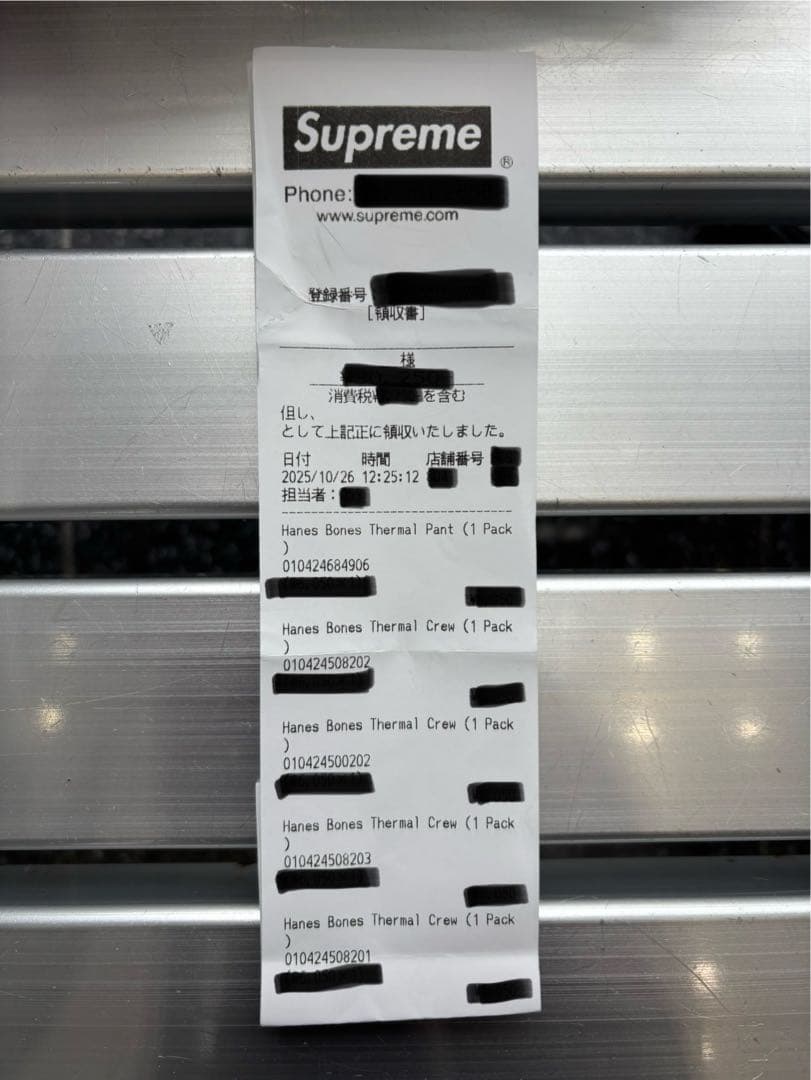 Supreme®
Phone:
www.supreme.com
登録番号
[領収書]
様
消費税 を含む
但し、
として上記正に領収いたしました。
日付 時間 店舗番号
2025/10/26 12:25:12
担当者:
Hanes Bones Thermal Pant (1 Pack
)
010424684906
Hanes Bones Thermal Crew (1 Pack
)
010424508202
Hanes Bones Thermal Crew (1 Pack
)
010424500202
Hanes Bones Thermal Crew (1 Pack
)
010424508203
Hanes Bones Thermal Crew (1 Pack
)
010424508201